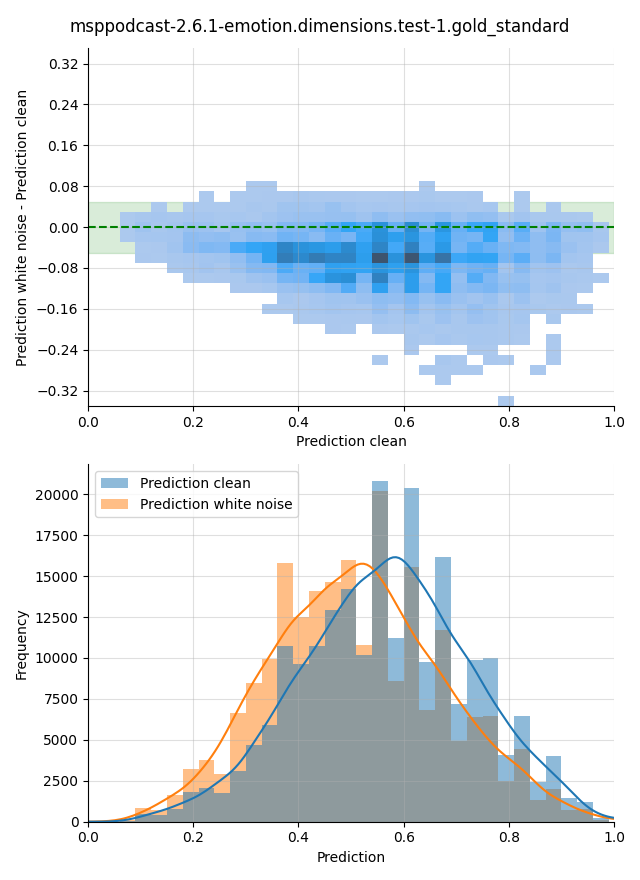 msppodcast-2.6.1-emotion.dimensions.test-1.gold_standard
0.32
0.24
0.16
0.08
0.00
−0.08
−0.16
−0.24
−0.32
Prediction white noise - Prediction clean
0.0 0.2 0.4 0.6 0.8 1.0
Prediction clean
Prediction clean
Prediction white noise
20000
17500
15000
12500
10000
7500
5000
2500
0
Frequency
0.0 0.2 0.4 0.6 0.8 1.0
Prediction